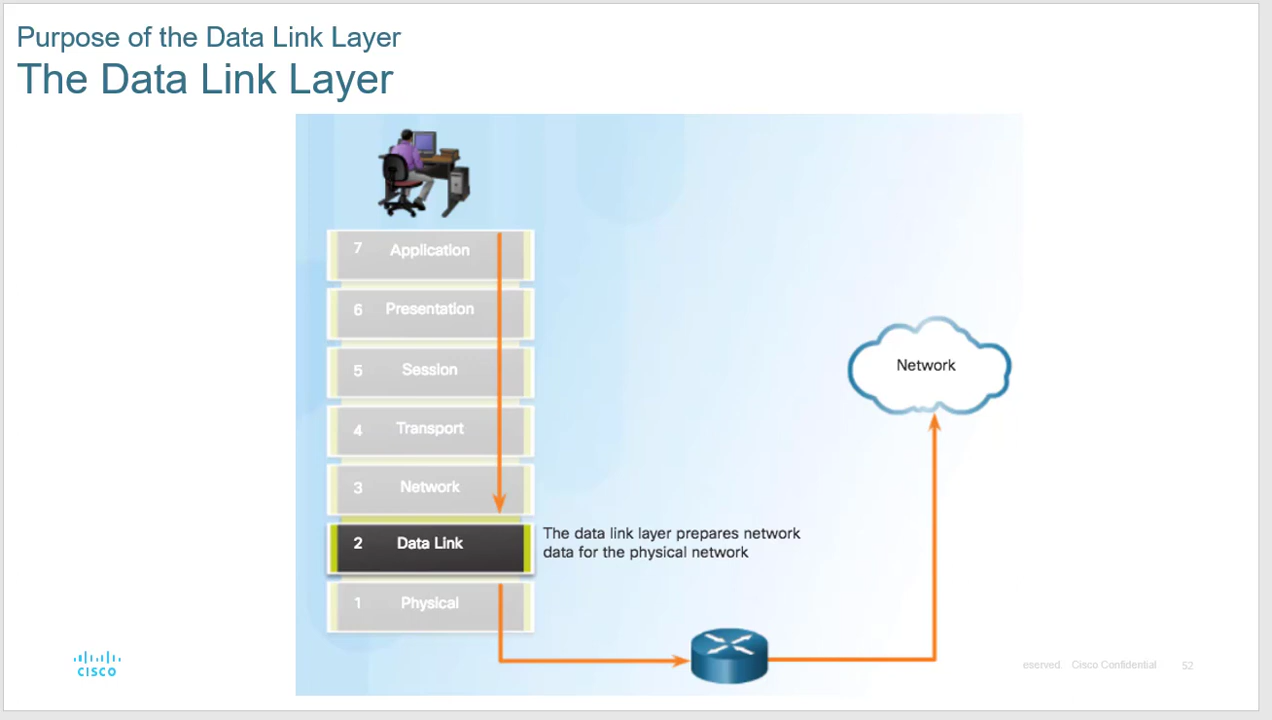 Purpose of the Data Link Layer
The Data Link Layer
7 Application
6 Presentation
5 Session
4 Transport
3 Network
2 Data Link
The data link layer prepares network
data for the physical network
1 Physical
Network
CISCO
eserved Cisco Confidential 52